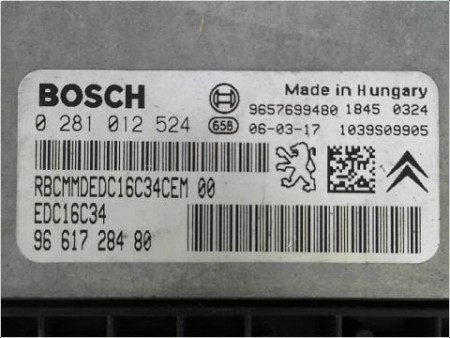 BOSCH
Made in Hungary
9657699480 1845 0324
0 281 012 524 658 06-03-17 1039S09905
RBCMMDEDC16C34CEM 00
EDC16C34
96 617 284 80